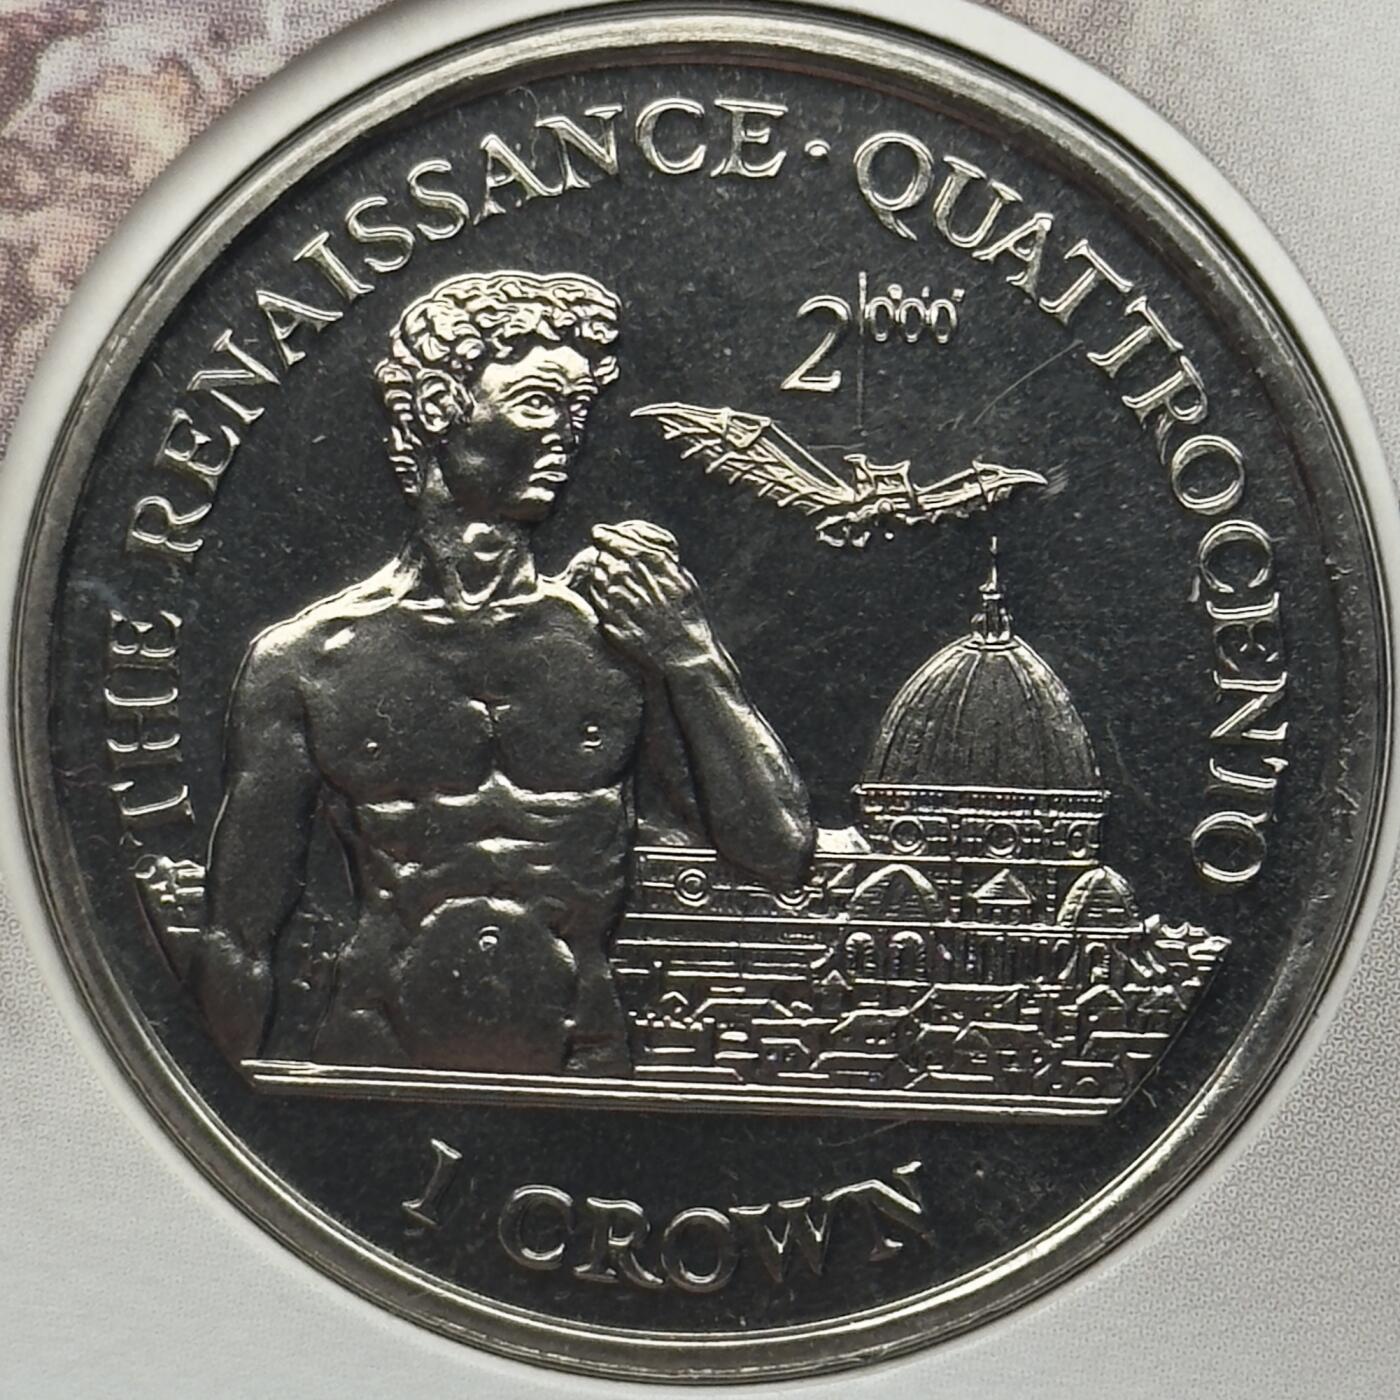 THE RENAISSANCE · QUATTROCENTO
2000
1 CROWN